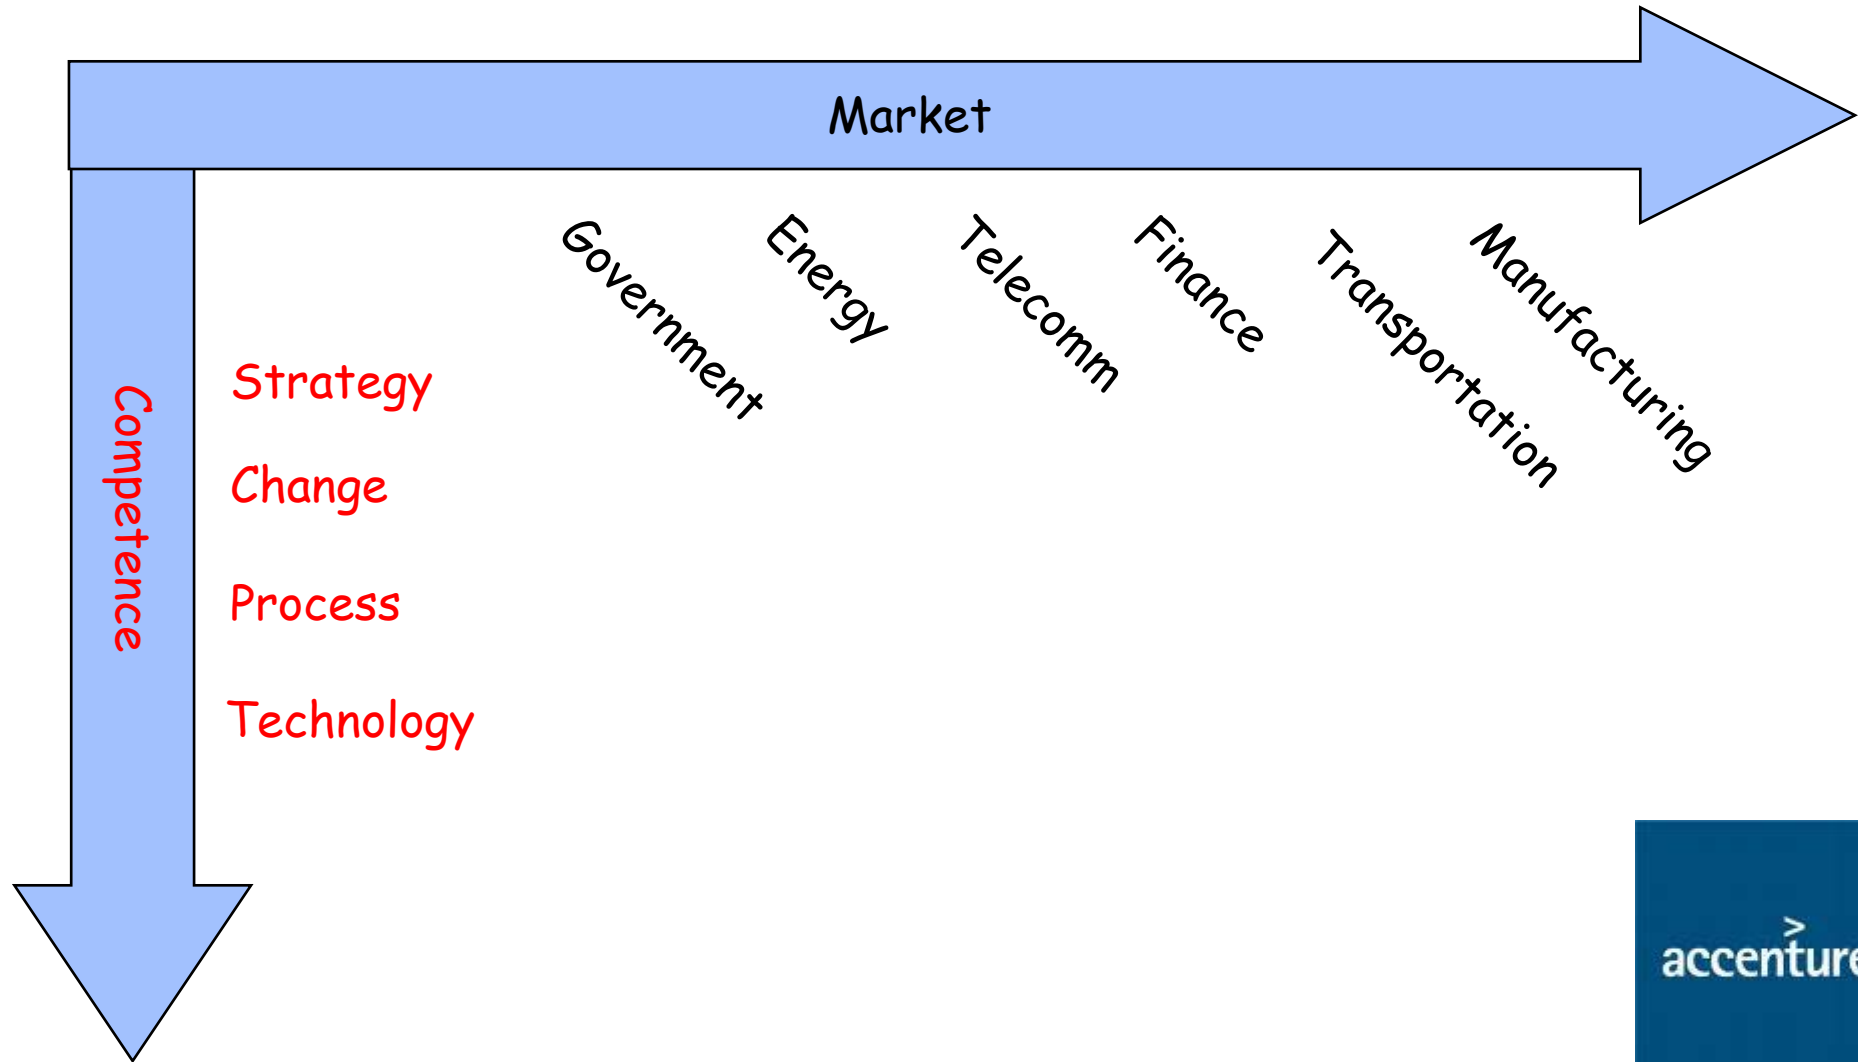 Market
Government
Energy
Telecomm
Finance
Transportation
Manufacturing
Competence
Strategy
Change
Process
Technology
>
accenture